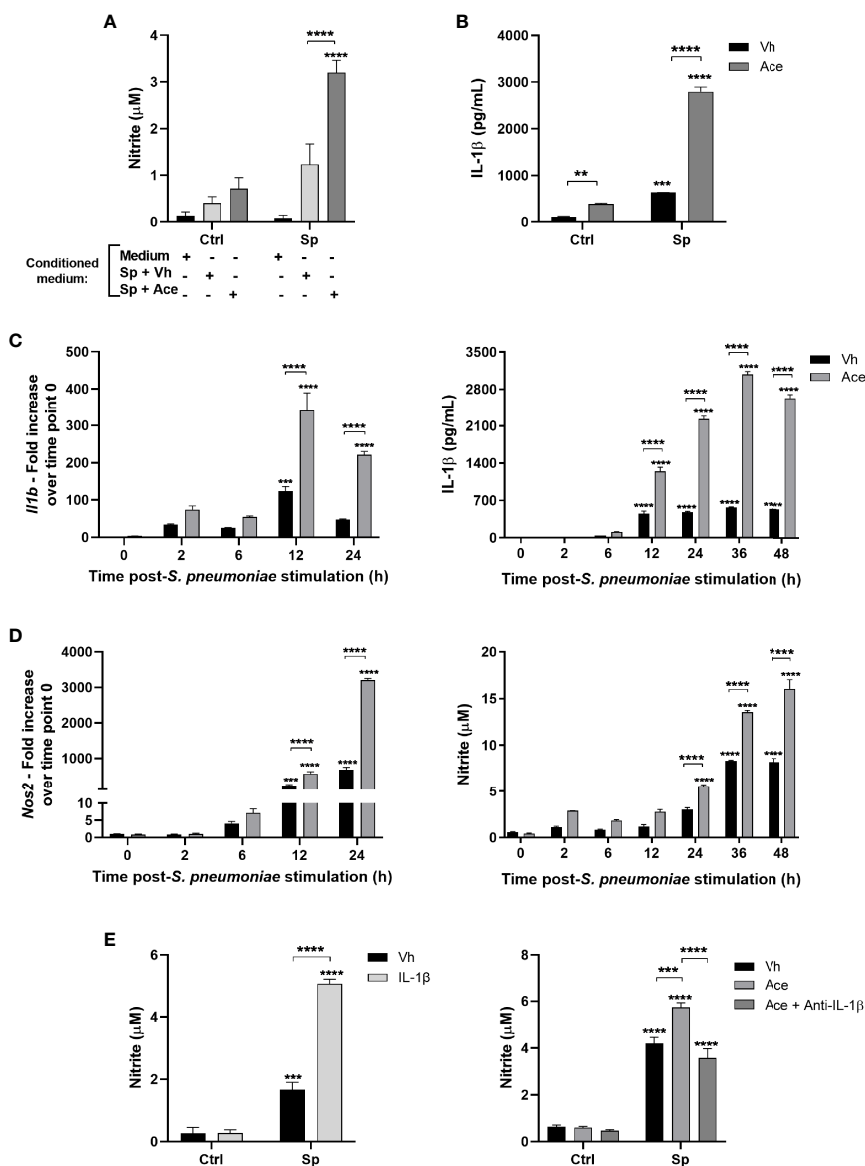 A
Nitrite (μM)
4
3
2
1
0
****
****
Ctrl
Sp
Conditioned medium:
Medium + - - + - -
Sp + Vh - + - - + -
Sp + Ace - - + - - +
B
IL-1β (pg/mL)
4000
3000
2000
1000
0
**
***
****
****
Ctrl
Sp
Vh
Ace
C
Il1b - Fold increase
over time point 0
500
400
300
200
100
0
***
****
****
****
****
0 2 6 12 24
Time post-S. pneumoniae stimulation (h)
IL-1β (pg/mL)
3500
2800
2100
1400
700
0
****
****
****
****
****
****
****
****
****
****
****
****
0 2 6 12 24 36 48
Time post-S. pneumoniae stimulation (h)
Vh
Ace
D
Nos2 - Fold increase
over time point 0
4000
3000
2000
1000
10
5
0
***
****
****
****
****
****
0 2 6 12 24
Time post-S. pneumoniae stimulation (h)
Nitrite (μM)
20
15
10
5
0
****
****
****
****
****
****
****
****
0 2 6 12 24 36 48
Time post-S. pneumoniae stimulation (h)
E
Nitrite (μM)
6
4
2
0
***
****
****
Ctrl
Sp
Vh
IL-1β
Nitrite (μM)
8
6
4
2
0
****
***
****
****
****
Ctrl
Sp
Vh
Ace
Ace + Anti-IL-1β